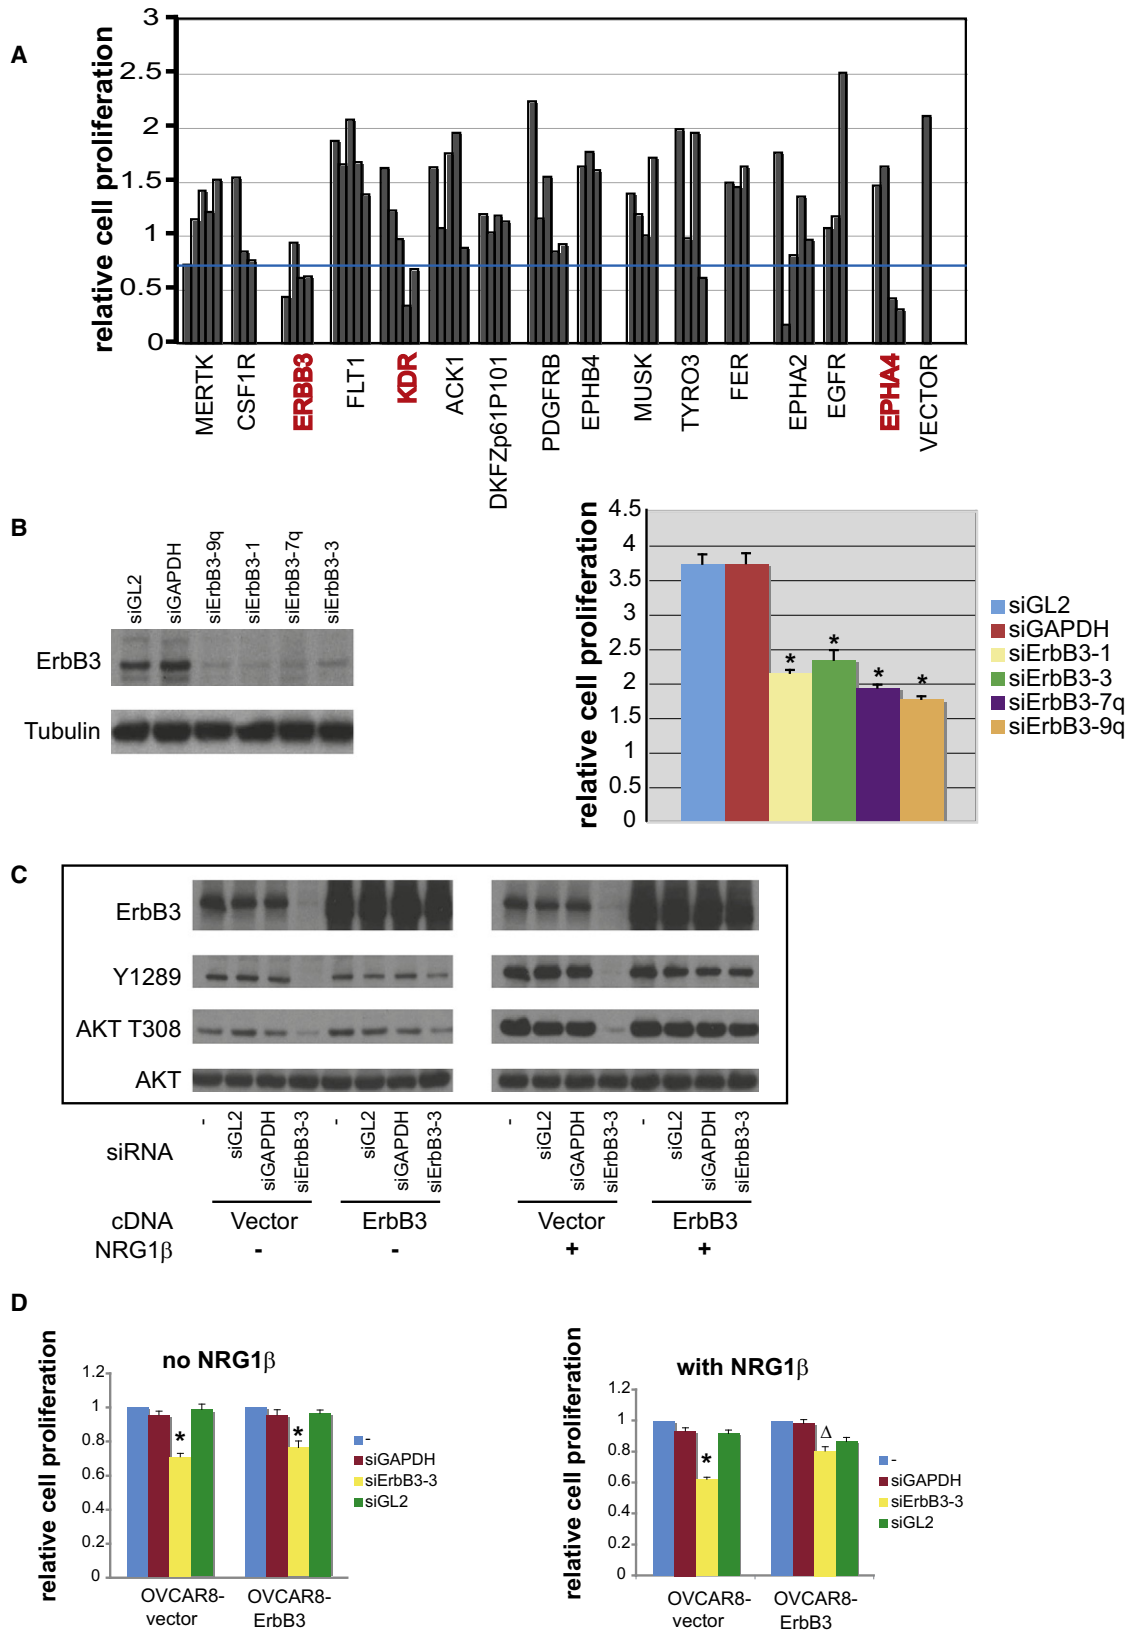 A
relative cell proliferation
3
2.5
2
1.5
1
0.5
0
MERTK
CSF1R
ERBB3
FLT1
KDR
ACK1
DKFZp61P101
PDGFRB
EPHB4
MUSK
TYRO3
FER
EPHA2
EGFR
EPHA4
VECTOR
B
siGL2
siGAPDH
siErbB3-9q
siErbB3-1
siErbB3-7q
siErbB3-3
ErbB3
Tubulin
relative cell proliferation
4.5
4
3.5
3
2.5
2
1.5
1
0.5
0
*
*
*
*
siGL2
siGAPDH
siErbB3-1
siErbB3-3
siErbB3-7q
siErbB3-9q
C
ErbB3
Y1289
AKT T308
AKT
siRNA
-
siGL2
siGAPDH
siErbB3-3
-
siGL2
siGAPDH
siErbB3-3
-
siGL2
siGAPDH
siErbB3-3
-
siGL2
siGAPDH
siErbB3-3
cDNA Vector ErbB3 Vector ErbB3
NRG1β - - + +
D
relative cell proliferation
no NRG1β
1.2
1
0.8
0.6
0.4
0.2
0
*
*
-
siGAPDH
siErbB3-3
siGL2
OVCAR8-
vector
OVCAR8-
ErbB3
relative cell proliferation
with NRG1β
1.2
1
0.8
0.6
0.4
0.2
0
*
Δ
-
siGAPDH
siErbB3-3
siGL2
OVCAR8-
vector
OVCAR8-
ErbB3